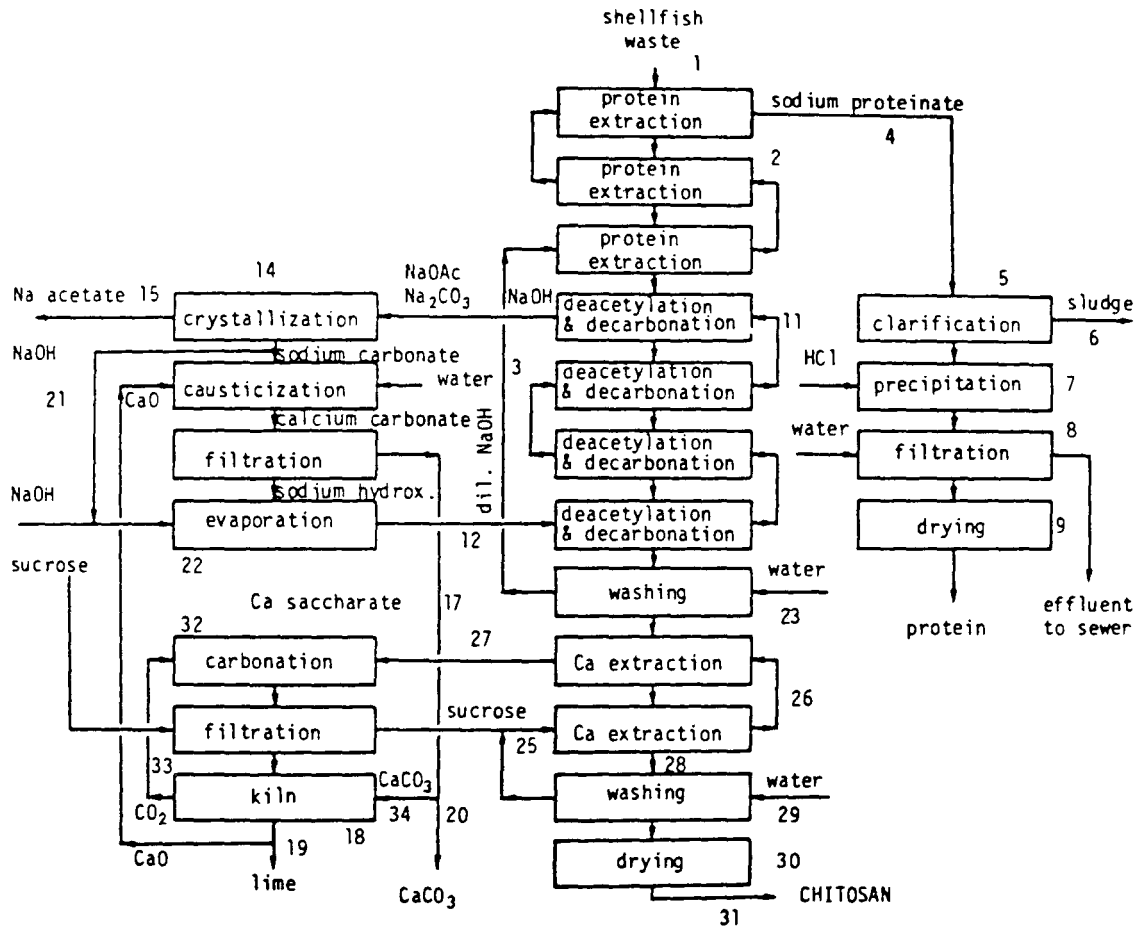 shellfish
waste
1
protein
extraction
sodium proteinate
4
2
protein
extraction
protein
extraction
14
NaOAc
Na₂CO₃
NaOH
5
Na acetate 15
crystallization
deacetylation
& decarbonation
11
clarification
sludge
6
NaOH
sodium carbonate
21
CaO
causticization
water
3
deacetylation
& decarbonation
HCl
precipitation
7
calcium carbonate
filtration
dil. NaOH
deacetylation
& decarbonation
water
filtration
8
sodium hydrox.
NaOH
evaporation
12
deacetylation
& decarbonation
drying
9
sucrose
22
Ca saccharate
17
washing
water
23
protein
effluent
to sewer
32
carbonation
27
Ca extraction
26
filtration
sucrose
25
Ca extraction
28
33
CO₂
kiln
18
CaCO₃
34
20
washing
water
29
CaO
19
lime
CaCO₃
drying
30
CHITOSAN
31